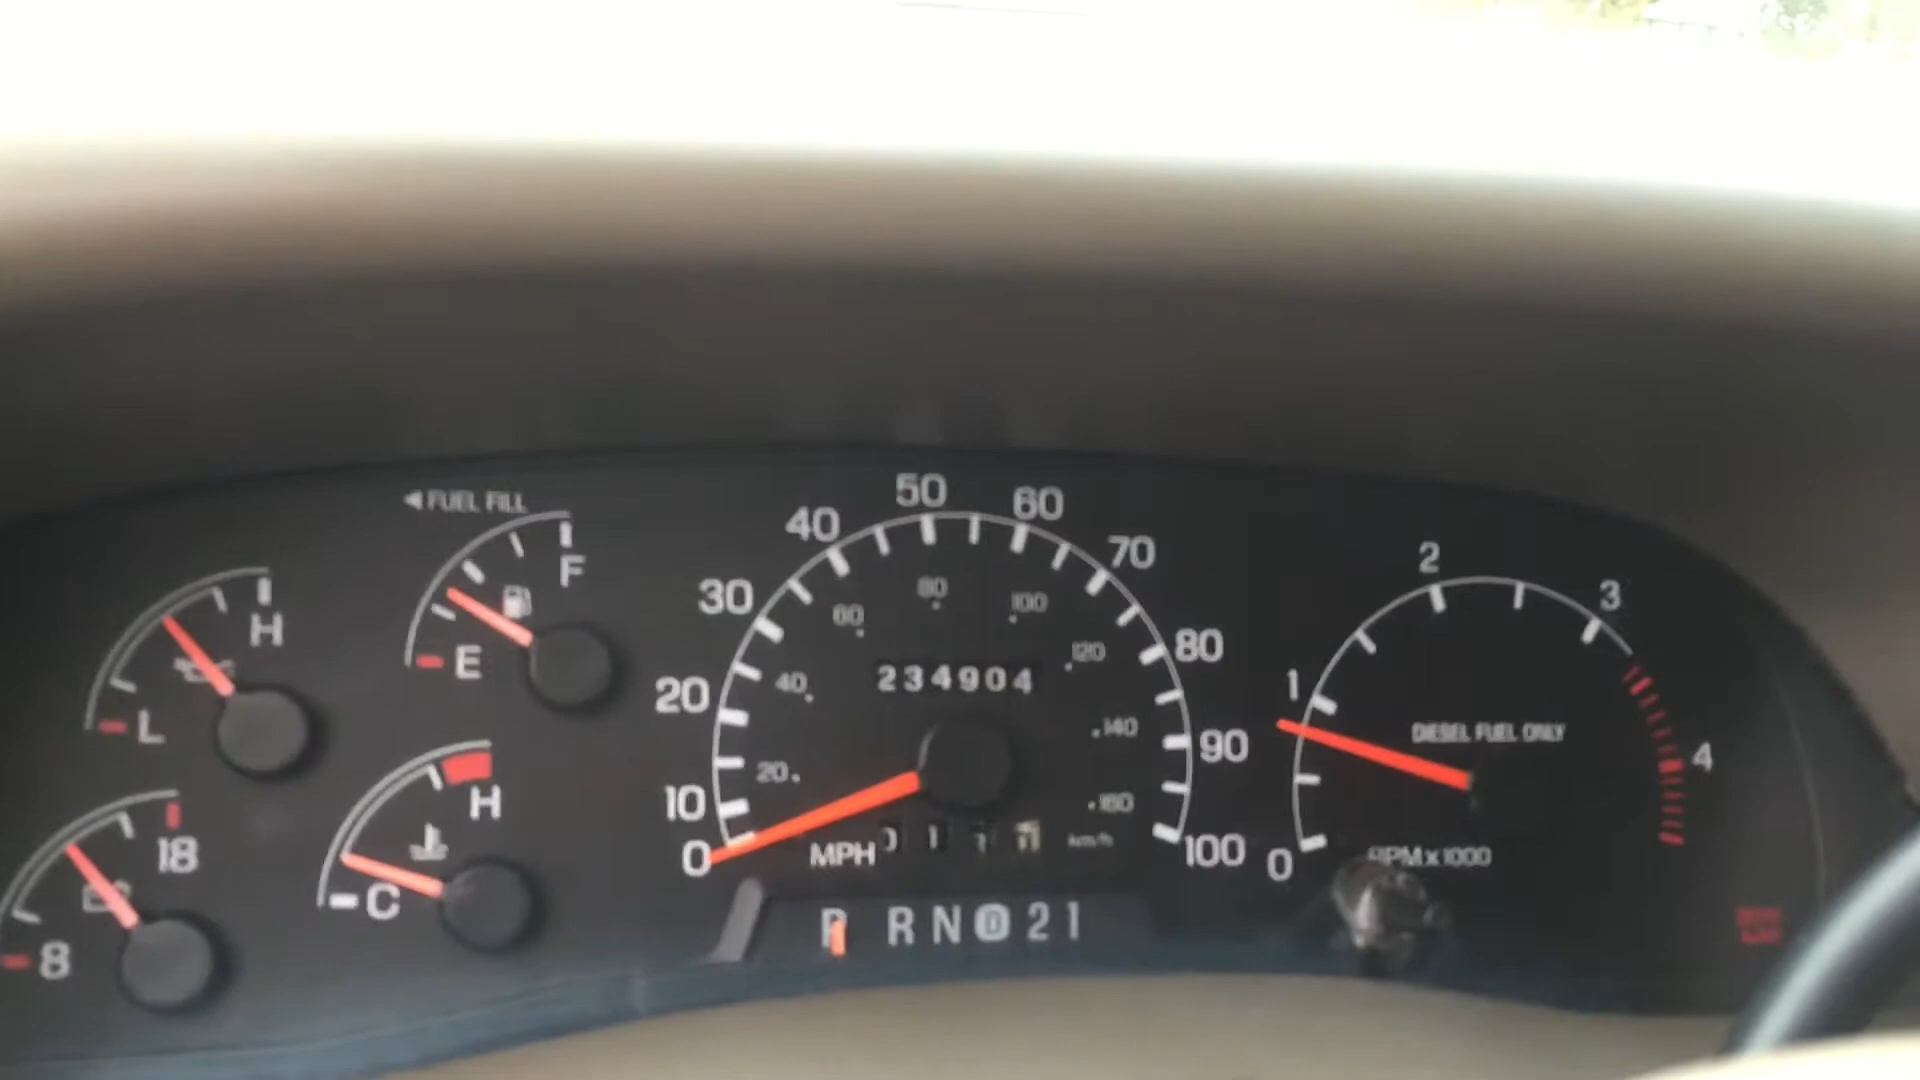 ◄ FUEL FILL
F
E
H
L
H
C
18
8
0
10
20
30
40
50
60
70
80
90
100
20
40
60
80
100
120
140
160
km/h
234904
MPH
P R N D 2 1
0
1
2
3
4
DIESEL FUEL ONLY
RPM x 1000